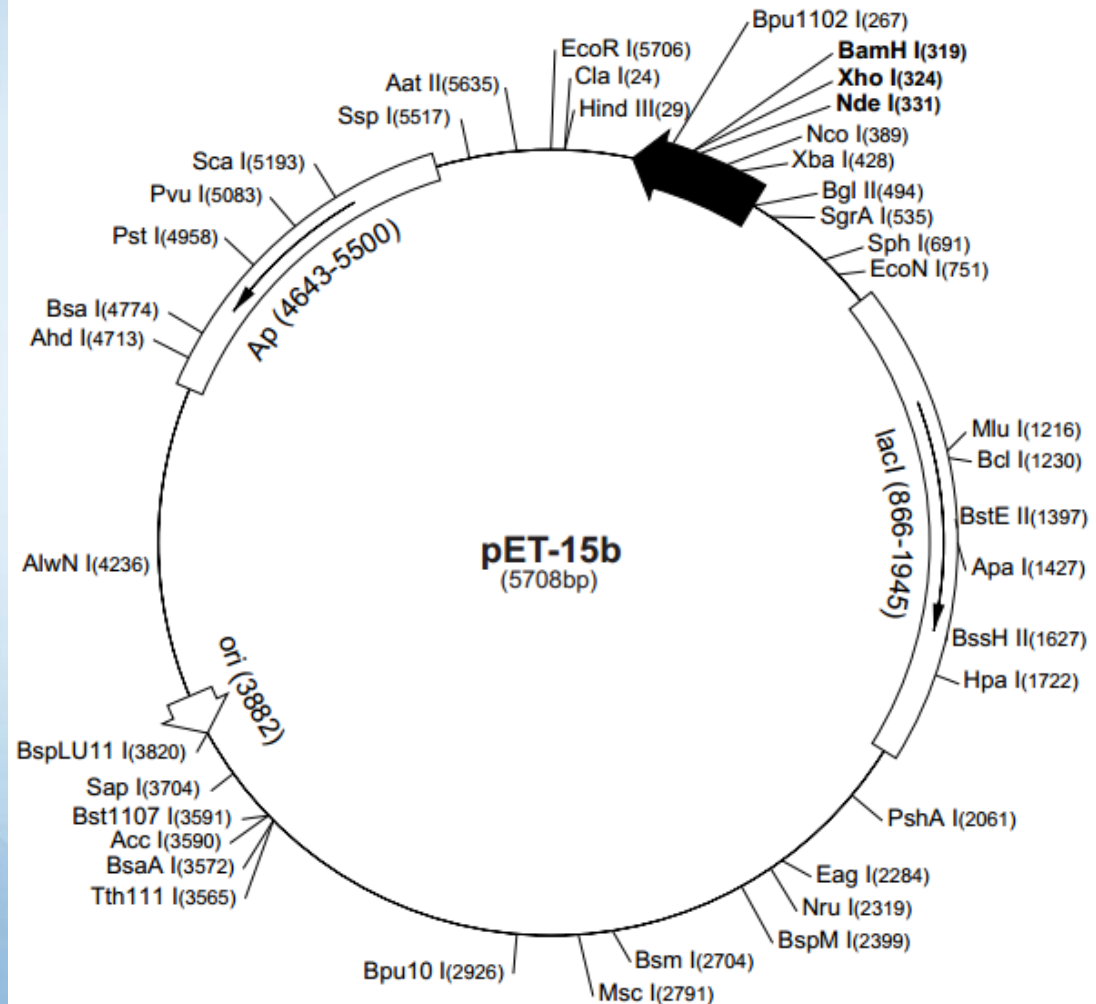 EcoR I(5706)
Cla I(24)
Hind III(29)
Bpu1102 I(267)
BamH I(319)
Xho I(324)
Nde I(331)
Nco I(389)
Xba I(428)
Bgl II(494)
SgrA I(535)
Sph I(691)
EcoN I(751)
lacI (866-1945)
Mlu I(1216)
Bcl I(1230)
BstE II(1397)
Apa I(1427)
BssH II(1627)
Hpa I(1722)
PshA I(2061)
Eag I(2284)
Nru I(2319)
BspM I(2399)
Bsm I(2704)
Msc I(2791)
Bpu10 I(2926)
Tth111 I(3565)
BsaA I(3572)
Acc I(3590)
Bst1107 I(3591)
Sap I(3704)
BspLU11 I(3820)
ori (3882)
AlwN I(4236)
Ahd I(4713)
Bsa I(4774)
Ap (4643-5500)
Pst I(4958)
Pvu I(5083)
Sca I(5193)
Ssp I(5517)
Aat II(5635)
pET-15b
(5708bp)